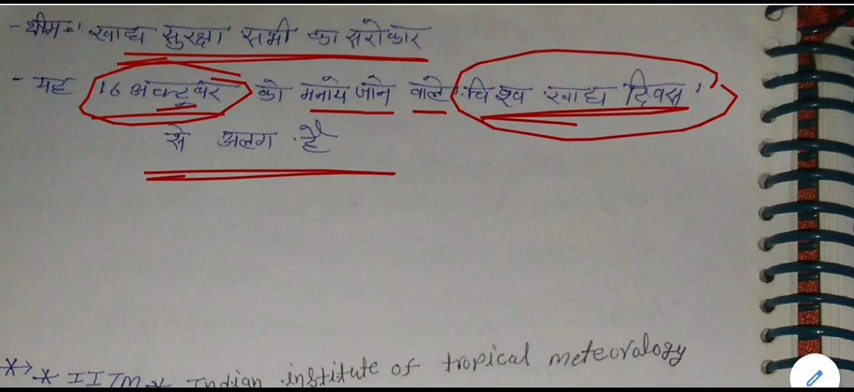 - थीम - ' खाद्य सुरक्षा सभी का सरोकार
- यह 16 अक्टूबर को मनाये जाने वाले 'विश्व खाद्य दिवस'
से अलग है
*→ * IITM * Indian institute of tropical meteorology